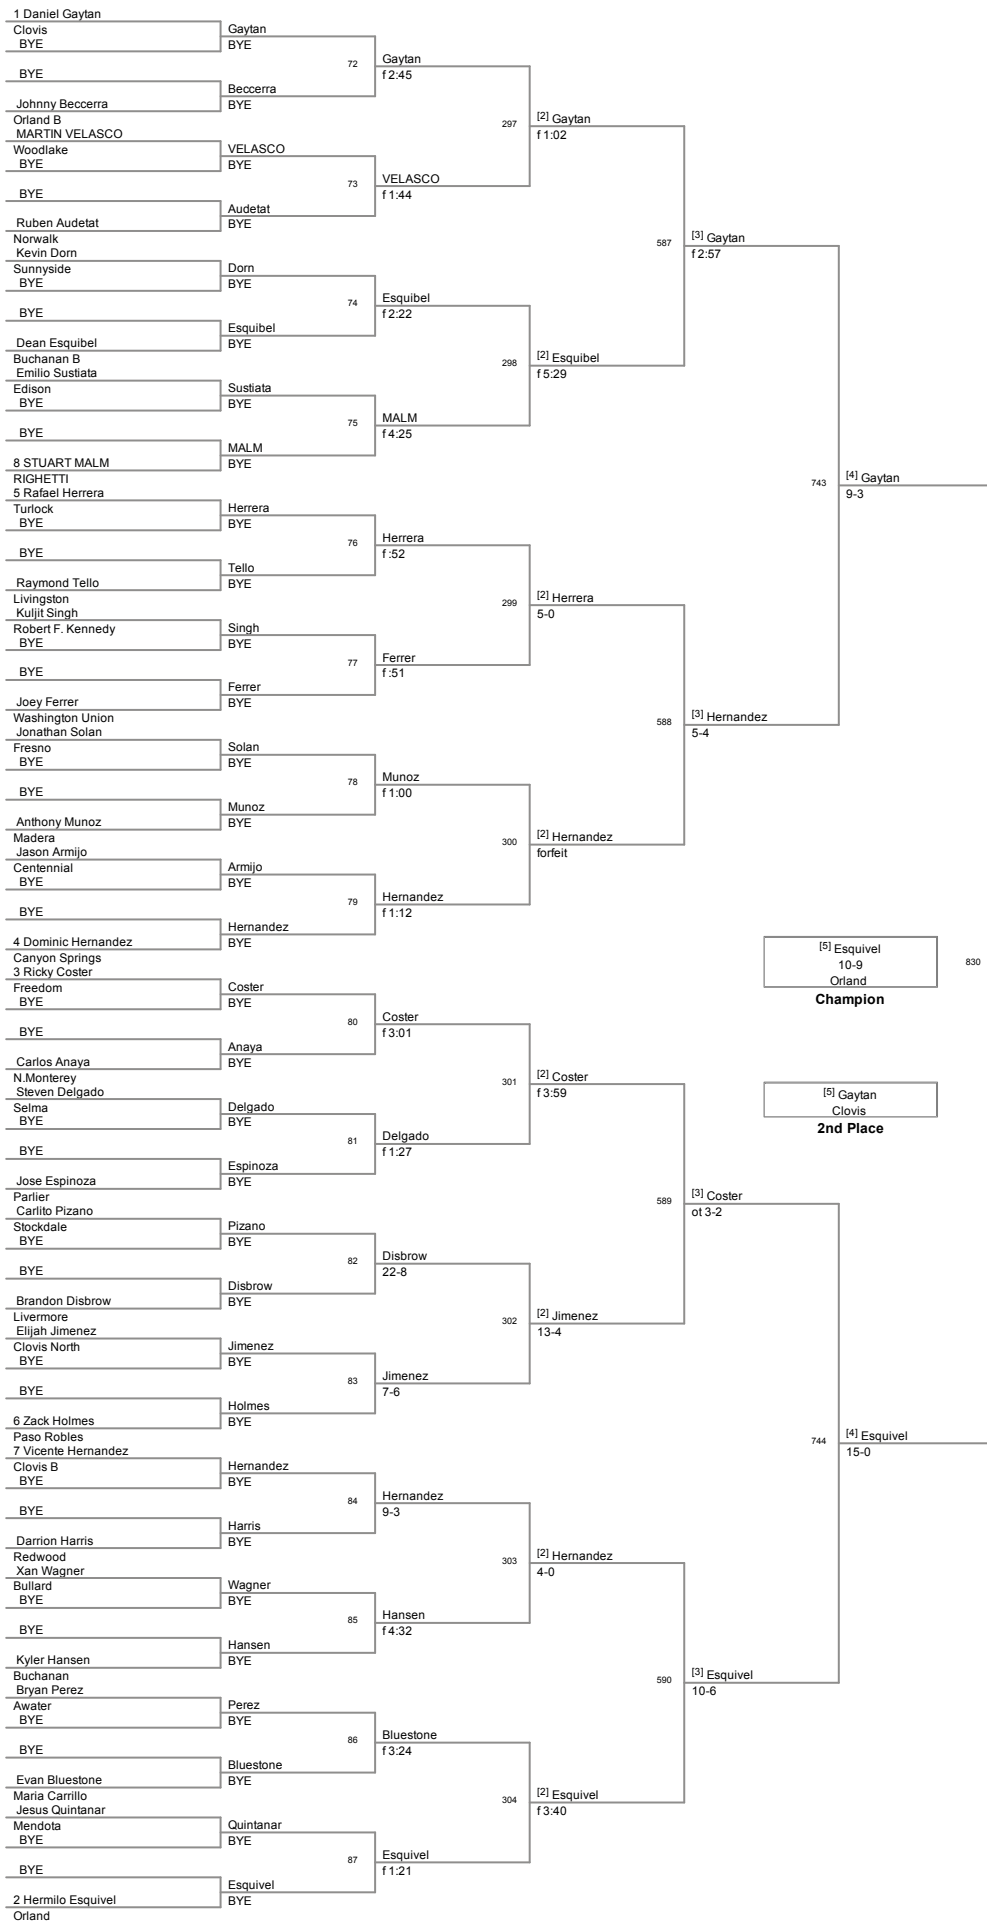 1 Daniel Gaytan
Clovis
BYE
BYE
Johnny Beccerra
Orland B
MARTIN VELASCO
Woodlake
BYE
BYE
Ruben Audetat
Norwalk
Kevin Dorn
Sunnyside
BYE
BYE
Dean Esquibel
Buchanan B
Emilio Sustiata
Edison
BYE
BYE
8 STUART MALM
RIGHETTI
5 Rafael Herrera
Turlock
BYE
BYE
Raymond Tello
Livingston
Kuljit Singh
Robert F. Kennedy
BYE
BYE
Joey Ferrer
Washington Union
Jonathan Solan
Fresno
BYE
BYE
Anthony Munoz
Madera
Jason Armijo
Centennial
BYE
BYE
4 Dominic Hernandez
Canyon Springs
3 Ricky Coster
Freedom
BYE
BYE
Carlos Anaya
N.Monterey
Steven Delgado
Selma
BYE
BYE
Jose Espinoza
Parlier
Carlito Pizano
Stockdale
BYE
BYE
Brandon Disbrow
Livermore
Elijah Jimenez
Clovis North
BYE
BYE
6 Zack Holmes
Paso Robles
7 Vicente Hernandez
Clovis B
BYE
BYE
Darrion Harris
Redwood
Xan Wagner
Bullard
BYE
BYE
Kyler Hansen
Buchanan
Bryan Perez
Awater
BYE
BYE
Evan Bluestone
Maria Carrillo
Jesus Quintanar
Mendota
BYE
BYE
2 Hermilo Esquivel
Orland
Gaytan
BYE
72
Beccerra
BYE
VELASCO
BYE
73
Audetat
BYE
Dorn
BYE
74
Esquibel
BYE
Sustiata
BYE
75
MALM
BYE
Herrera
BYE
76
Tello
BYE
Singh
BYE
77
Ferrer
BYE
Solan
BYE
78
Munoz
BYE
Armijo
BYE
79
Hernandez
BYE
Coster
BYE
80
Anaya
BYE
Delgado
BYE
81
Espinoza
BYE
Pizano
BYE
82
Disbrow
BYE
Jimenez
BYE
83
Holmes
BYE
Hernandez
BYE
84
Harris
BYE
Wagner
BYE
85
Hansen
BYE
Perez
BYE
86
Bluestone
BYE
Quintanar
BYE
87
Esquivel
BYE
Gaytan
f 2:45
297
VELASCO
f 1:44
Esquibel
f 2:22
298
MALM
f 4:25
Herrera
f :52
299
Ferrer
f :51
Munoz
f 1:00
300
Hernandez
f 1:12
Coster
f 3:01
301
Delgado
f 1:27
Disbrow
22-8
302
Jimenez
7-6
Hernandez
9-3
303
Hansen
f 4:32
Bluestone
f 3:24
304
Esquivel
f 1:21
[2] Gaytan
f 1:02
587
[2] Esquibel
f 5:29
[2] Herrera
5-0
588
[2] Hernandez
forfeit
[2] Coster
f 3:59
589
[2] Jimenez
13-4
[2] Hernandez
4-0
590
[2] Esquivel
f 3:40
[3] Gaytan
f 2:57
743
[3] Hernandez
5-4
[3] Coster
ot 3-2
744
[3] Esquivel
10-6
[4] Gaytan
9-3
[5] Esquivel
10-9
Orland
Champion
830
[5] Gaytan
Clovis
2nd Place
[4] Esquivel
15-0